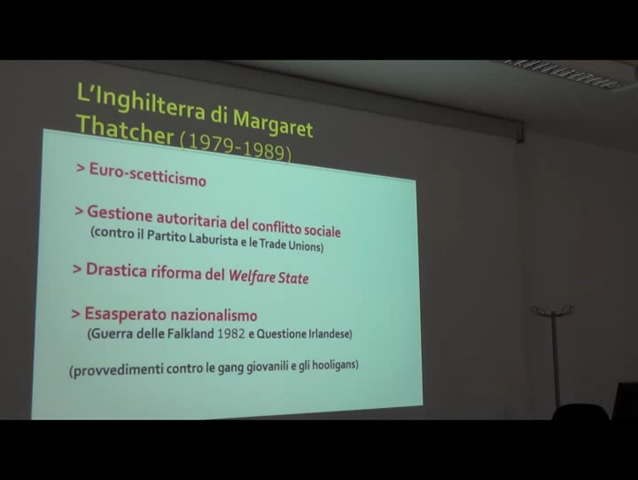 L'Inghilterra di Margaret
Thatcher (1979-1989)
> Euro-scetticismo
> Gestione autoritaria del conflitto sociale
(contro il Partito Laburista e le Trade Unions)
> Drastica riforma del Welfare State
> Esasperato nazionalismo
(Guerra delle Falkland 1982 e Questione Irlandese)
(provvedimenti contro le gang giovanili e gli hooligans)